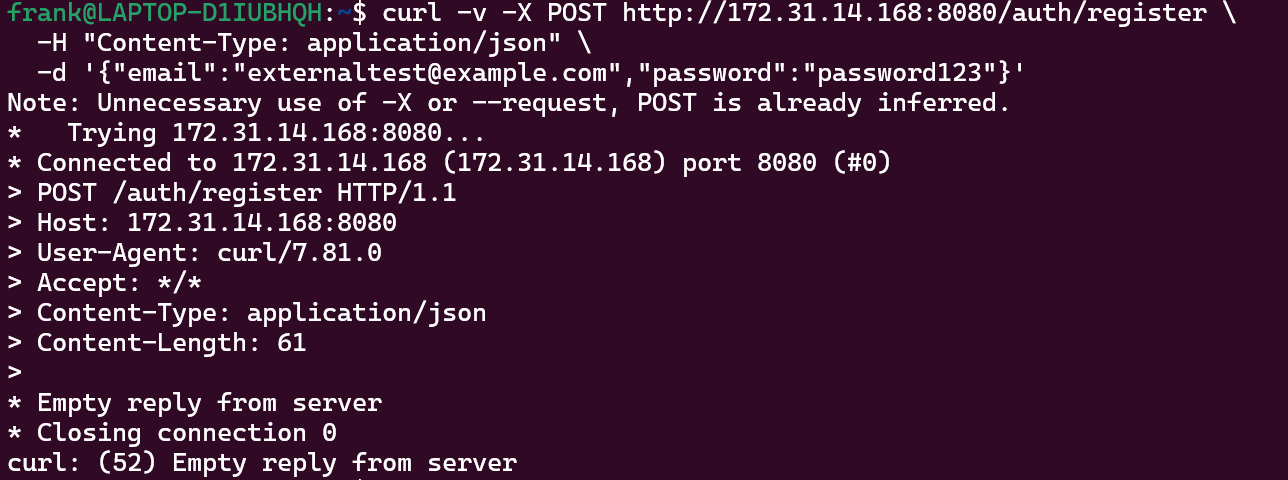 frank@LAPTOP-D1IUBHQH:~$ curl -v -X POST http://172.31.14.168:8080/auth/register \
  -H "Content-Type: application/json" \
  -d '{"email":"externaltest@example.com","password":"password123"}'
Note: Unnecessary use of -X or --request, POST is already inferred.
*   Trying 172.31.14.168:8080...
* Connected to 172.31.14.168 (172.31.14.168) port 8080 (#0)
> POST /auth/register HTTP/1.1
> Host: 172.31.14.168:8080
> User-Agent: curl/7.81.0
> Accept: */*
> Content-Type: application/json
> Content-Length: 61
>
* Empty reply from server
* Closing connection 0
curl: (52) Empty reply from server